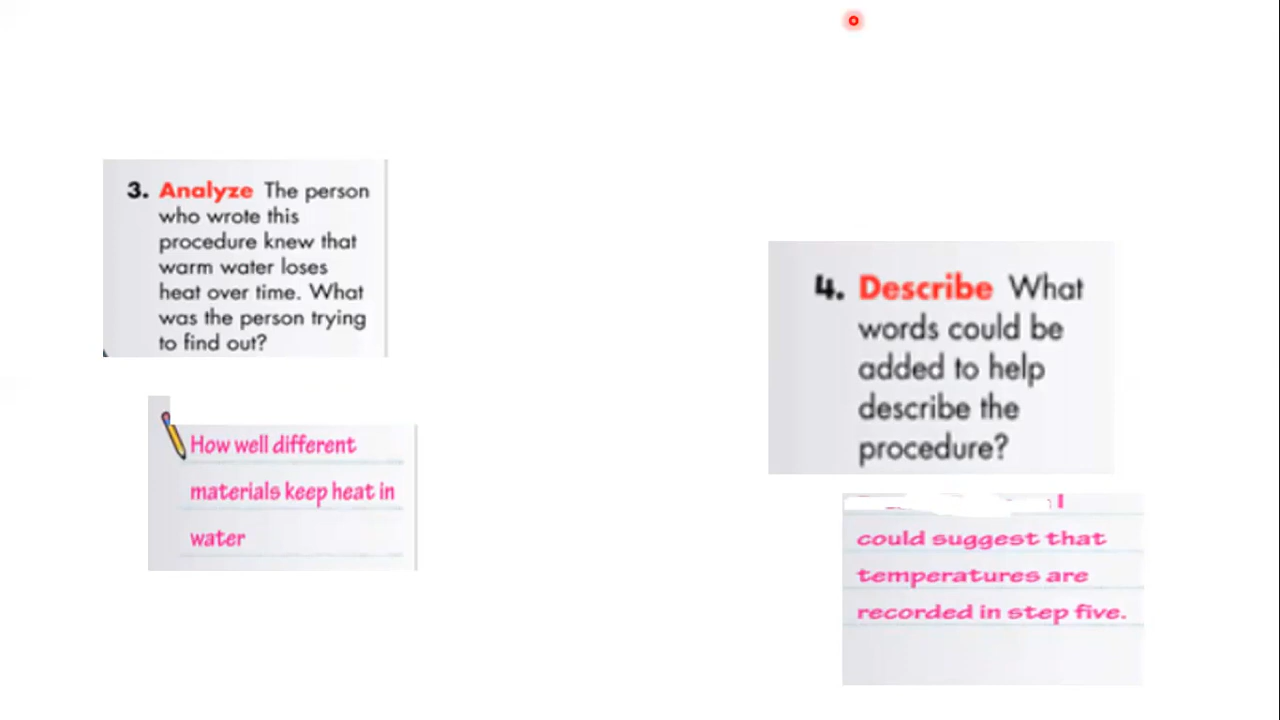 3. Analyze The person
who wrote this
procedure knew that
warm water loses
heat over time. What
was the person trying
to find out?
How well different
materials keep heat in
water
4. Describe What
words could be
added to help
describe the
procedure?
I
could suggest that
temperatures are
recorded in step five.